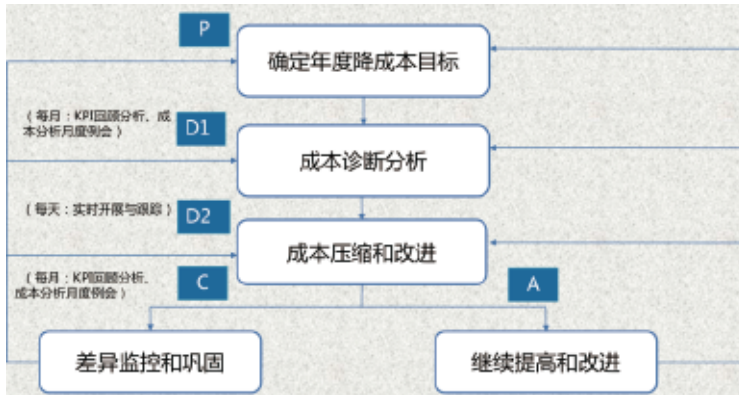 P
确定年度降成本目标
（每月：KPI回顾分析、成
本分析月度例会）
D1
成本诊断分析
（每天：实时开展与跟踪）
D2
成本压缩和改进
（每月：KPI回顾分析、
成本分析月度例会）
C
A
差异监控和巩固
继续提高和改进